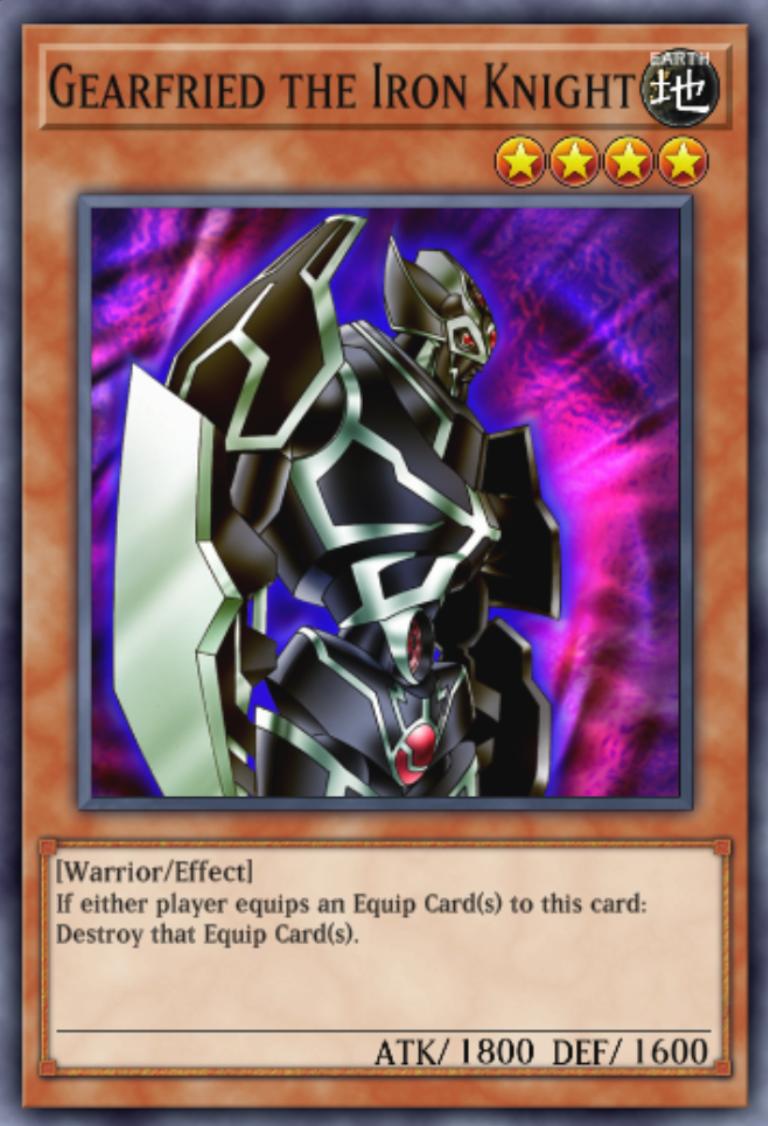 GEARFRIED THE IRON KNIGHT
EARTH
地
[Warrior/Effect]
If either player equips an Equip Card(s) to this card:
Destroy that Equip Card(s).
ATK/ 1800 DEF/ 1600